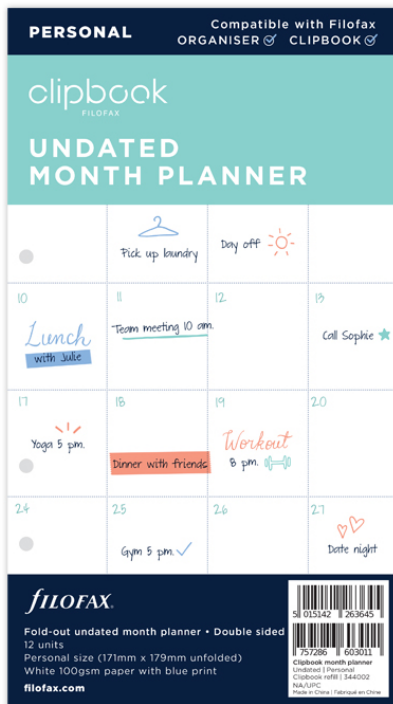 PERSONAL
Compatible with Filofax
ORGANISER CLIPBOOK
clipbook
FILOFAX
UNDATED
MONTH PLANNER
Pick up laundry
Day off
10
11
12
13
Lunch
with Julie
Team meeting 10 am.
Call Sophie
17
18
19
20
Yoga 5 pm.
Dinner with friends
Workout
8 pm.
24
25
26
27
Gym 5 pm.
Date night
FILOFAX.
Fold-out undated month planner • Double sided
12 units
Personal size (171mm x 179mm unfolded)
White 100gsm paper with blue print
filofax.com
5 015142 263645
7 57286 603011
Clipbook month planner
Undated | Personal
Clipbook refill | 344002
NA/UPC
Made in China | Fabriqué en Chine